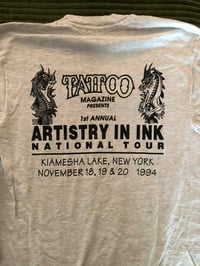 TATTOO
MAGAZINE
PRESENTS
1st ANNUAL
ARTISTRY IN INK
NATIONAL TOUR
KIAMESHA LAKE, NEW YORK
NOVEMBER 18, 19 & 20 1994